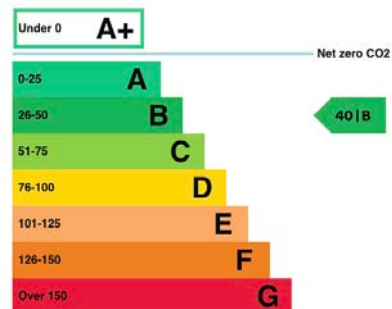 Under 0 A+
Net zero CO2
0-25 A
26-50 B
40 | B
51-75 C
76-100 D
101-125 E
126-150 F
Over 150 G